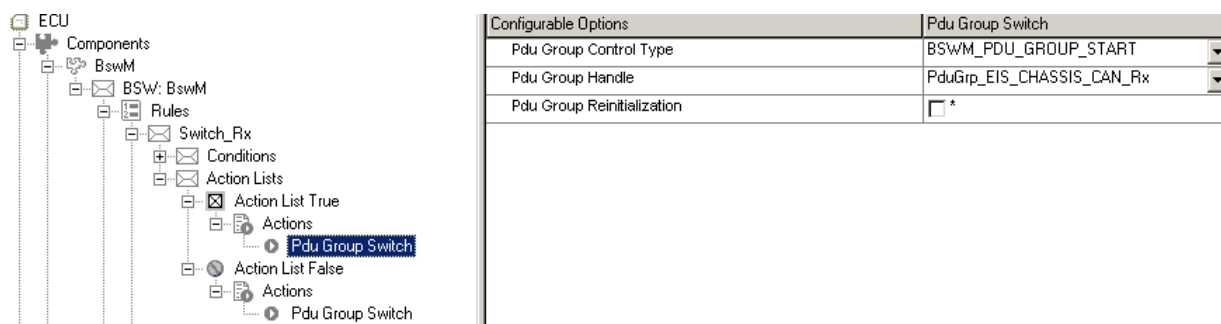 ECU
Components
BswM
BSW: BswM
Rules
Switch_Rx
Conditions
Action Lists
Action List True
Actions
Pdu Group Switch
Action List False
Actions
Pdu Group Switch
Configurable Options Pdu Group Switch
Pdu Group Control Type BSWM_PDU_GROUP_START
Pdu Group Handle PduGrp_EIS_CHASSIS_CAN_Rx
Pdu Group Reinitialization *